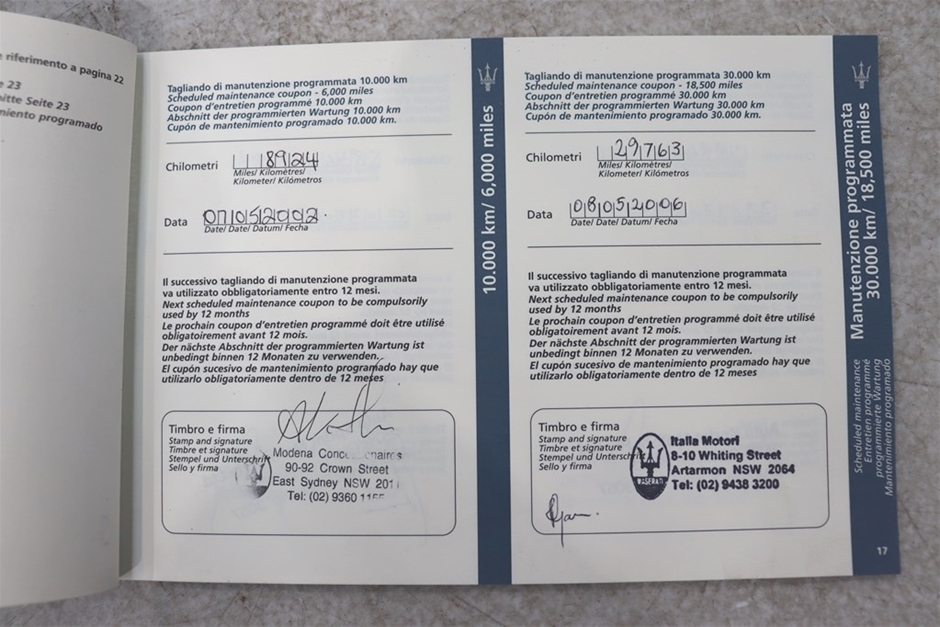 e riferimento a pagina 22
e 23
nitte Seite 23
miento programado
Tagliando di manutenzione programmata 10.000 km
Scheduled maintenance coupon - 6,000 miles
Coupon d'entretien programmé 10.000 km
Abschnitt der programmierten Wartung 10.000 km
Cupón de mantenimiento programado 10.000 km.
Chilometri 18924
Miles/ Kilomètres/
Kilometer/ Kilómetros
Data 07052002
Date/ Date/ Datum/ Fecha
Il successivo tagliando di manutenzione programmata
va utilizzato obbligatoriamente entro 12 mesi.
Next scheduled maintenance coupon to be compulsorily
used by 12 months
Le prochain coupon d'entretien programmé doit être utilisé
obligatoirement avant 12 mois.
Der nächste Abschnitt der programmierten Wartung ist
unbedingt binnen 12 Monaten zu verwenden.
El cupón sucesivo de mantenimiento programado hay que
utilizarlo obligatoriamente dentro de 12 meses
Timbro e firma
Stamp and signature
Timbre et signature
Stempel und Unterschrift
Sello y firma
Modena
90-92 Crown Street
East Sydney NSW
Tel: (02) 9360
10.000 km/ 6,000 miles
Tagliando di manutenzione programmata 30.000 km
Scheduled maintenance coupon - 18,500 miles
Coupon d'entretien programmé 30.000 km
Abschnitt der programmierten Wartung 30.000 km
Cupón de mantenimiento programado 30.000 km.
Chilometri 29763
Miles/ Kilomètres/
Kilometer/ Kilómetros
Data 08052006
Date/ Date/ Datum/ Fecha
Il successivo tagliando di manutenzione programmata
va utilizzato obbligatoriamente entro 12 mesi.
Next scheduled maintenance coupon to be compulsorily
used by 12 months
Le prochain coupon d'entretien programmé doit être utilisé
obligatoirement avant 12 mois.
Der nächste Abschnitt der programmierten Wartung ist
unbedingt binnen 12 Monaten zu verwenden.
El cupón sucesivo de mantenimiento programado hay que
utilizarlo obligatoriamente dentro de 12 meses
Timbro e firma
Stamp and signature
Timbre et signature
Stempel und Unterschrift
Sello y firma
MASERATI
Italia Motori
8-10 Whiting Street
Artarmon NSW 2064
Tel: (02) 9438 3200
Manutenzione programmata
30.000 km/ 18,500 miles
Scheduled maintenance
Entretien programmé
programmierte Wartung
Mantenimiento programado
17